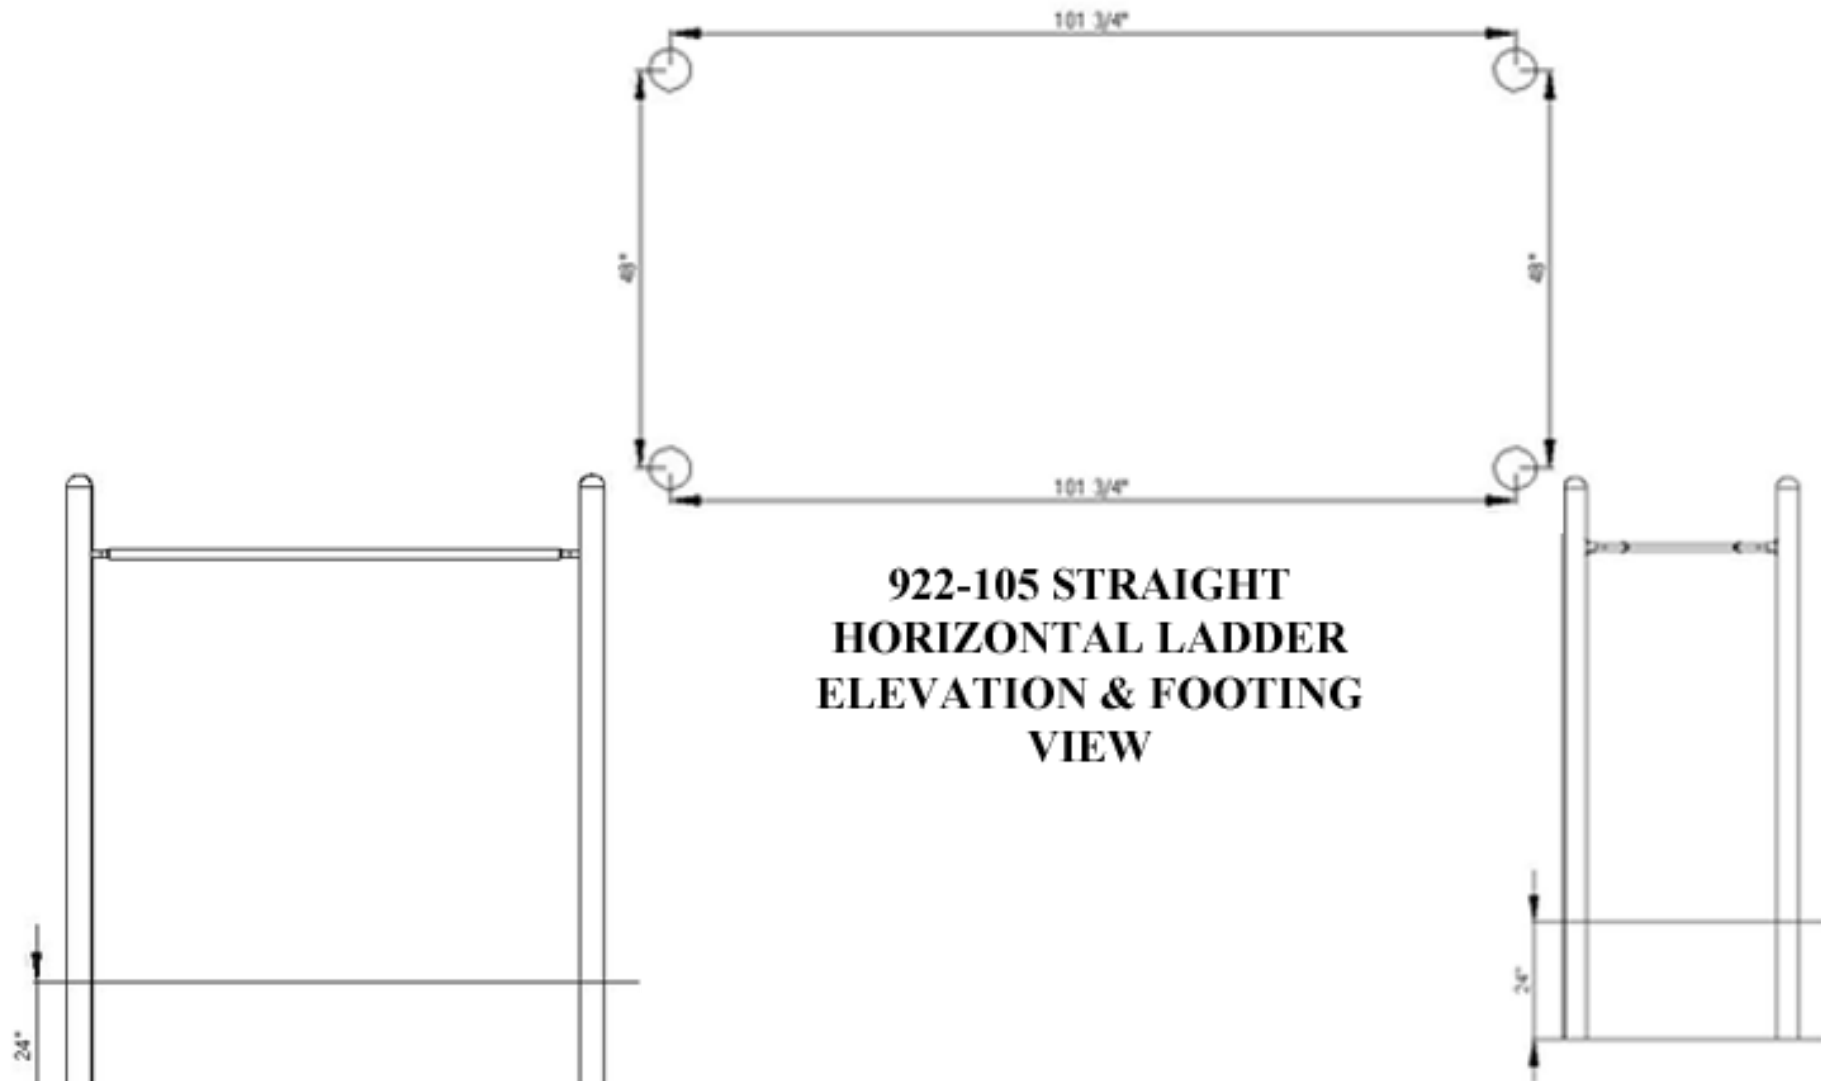 101 3/4"
48"
48"
101 3/4"
922-105 STRAIGHT
HORIZONTAL LADDER
ELEVATION & FOOTING
VIEW
24"
24"